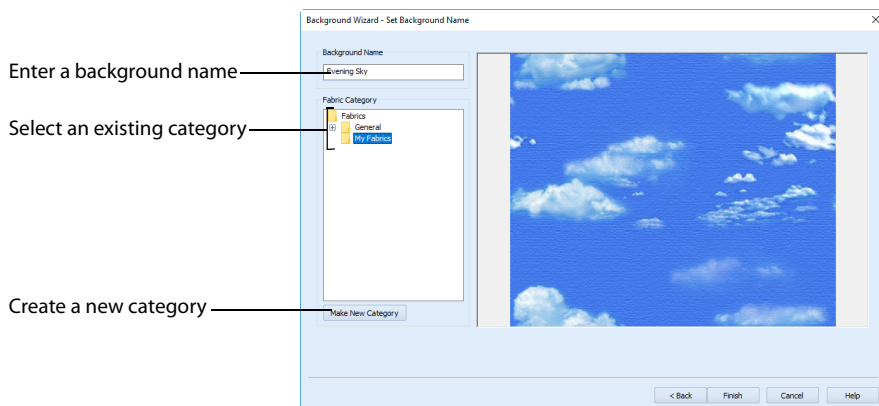 Background Wizard - Set Background Name
Background Name
Enter a background name
Evening Sky
Fabric Category
Select an existing category
Fabrics
General
My Fabrics
Create a new category
Make New Category
< Back
Finish
Cancel
Help